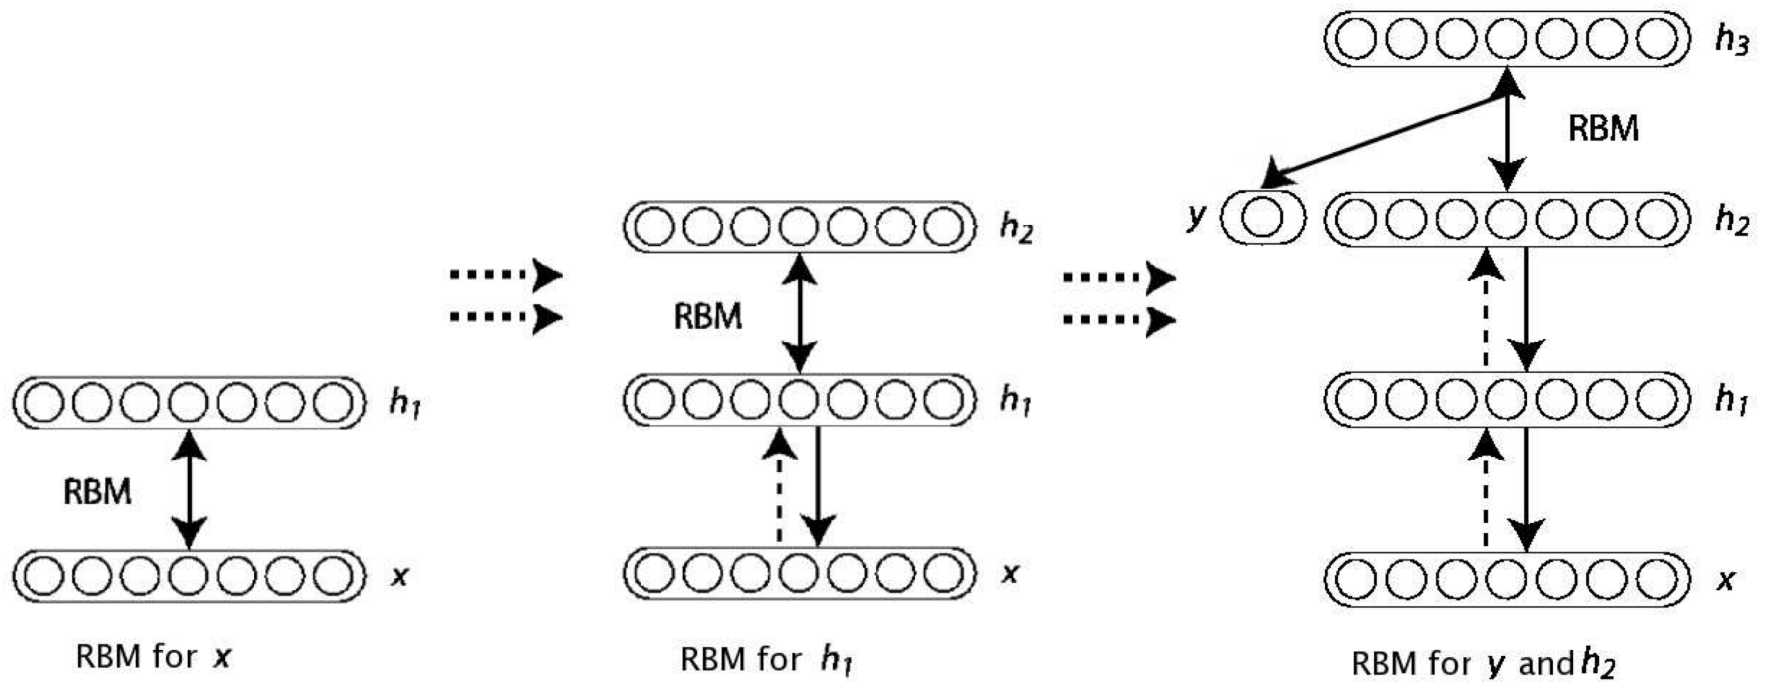 h1
RBM
x
RBM for x
h2
RBM
h1
x
RBM for h1
h3
RBM
y
h2
h1
x
RBM for y and h2